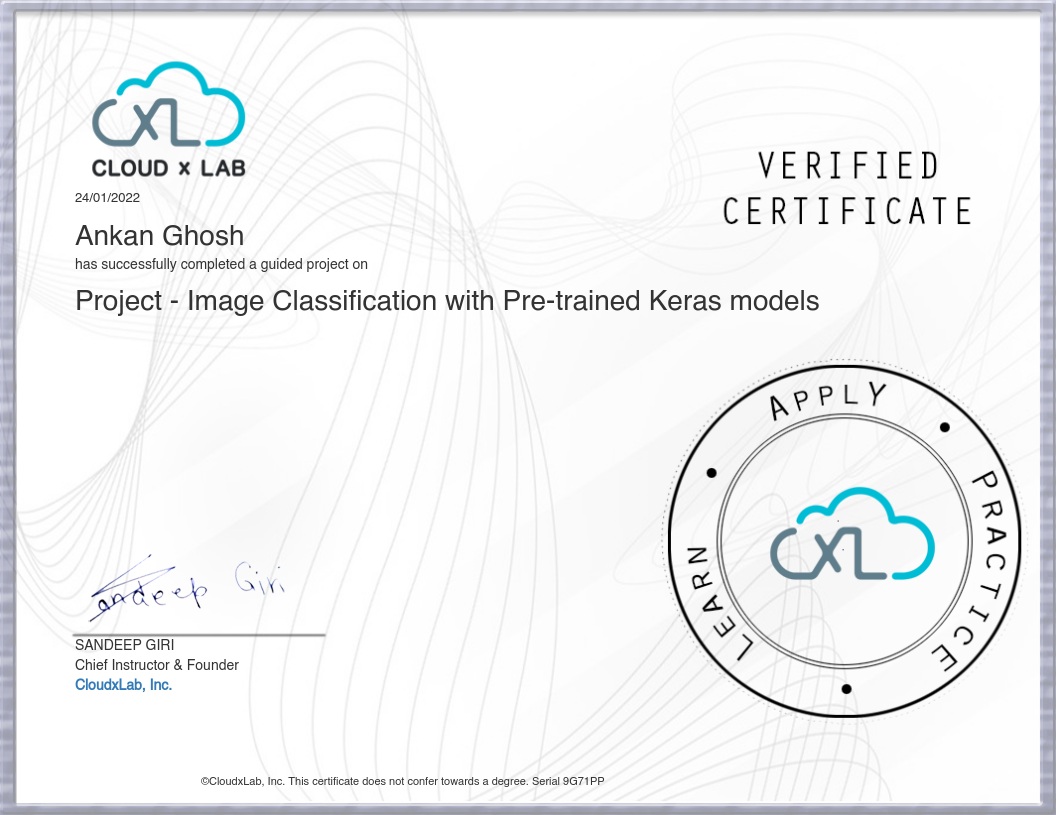 CXL
CLOUD x LAB
24/01/2022
VERIFIED
CERTIFICATE
Ankan Ghosh
has successfully completed a guided project on
Project - Image Classification with Pre-trained Keras models
LEARN • APPLY • PRACTICE •
CXL
Sandeep Giri
SANDEEP GIRI
Chief Instructor & Founder
CloudxLab, Inc.
©CloudxLab, Inc. This certificate does not confer towards a degree. Serial 9G71PP